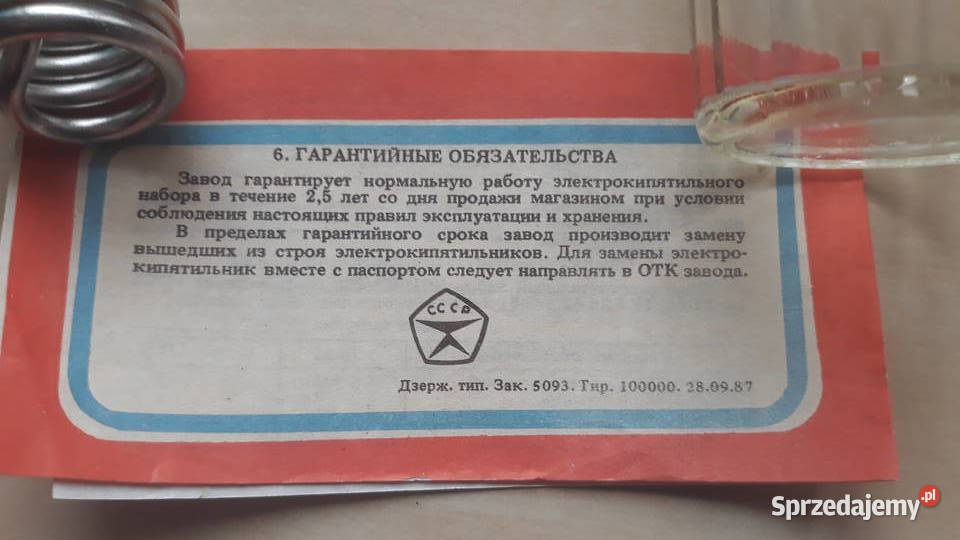 6. ГАРАНТИЙНЫЕ ОБЯЗАТЕЛЬСТВА
Завод гарантирует нормальную работу электрокипятильного
набора в течение 2,5 лет со дня продажи магазином при условии
соблюдения настоящих правил эксплуатации и хранения.
В пределах гарантийного срока завод производит замену
вышедших из строя электрокипятильников. Для замены электро-
кипятильник вместе с паспортом следует направлять в ОТК завода.
СССР
Дзерж. тип. Зак. 5093. Тир. 100000. 28.09.87
Sprzedajemy.pl